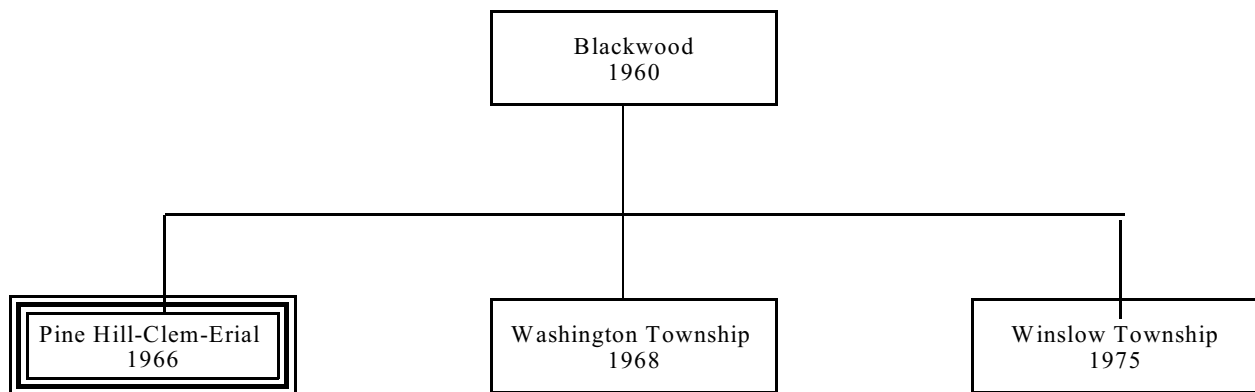 Blackwood
1960
Pine Hill-Clem-Erial
1966
Washington Township
1968
Winslow Township
1975